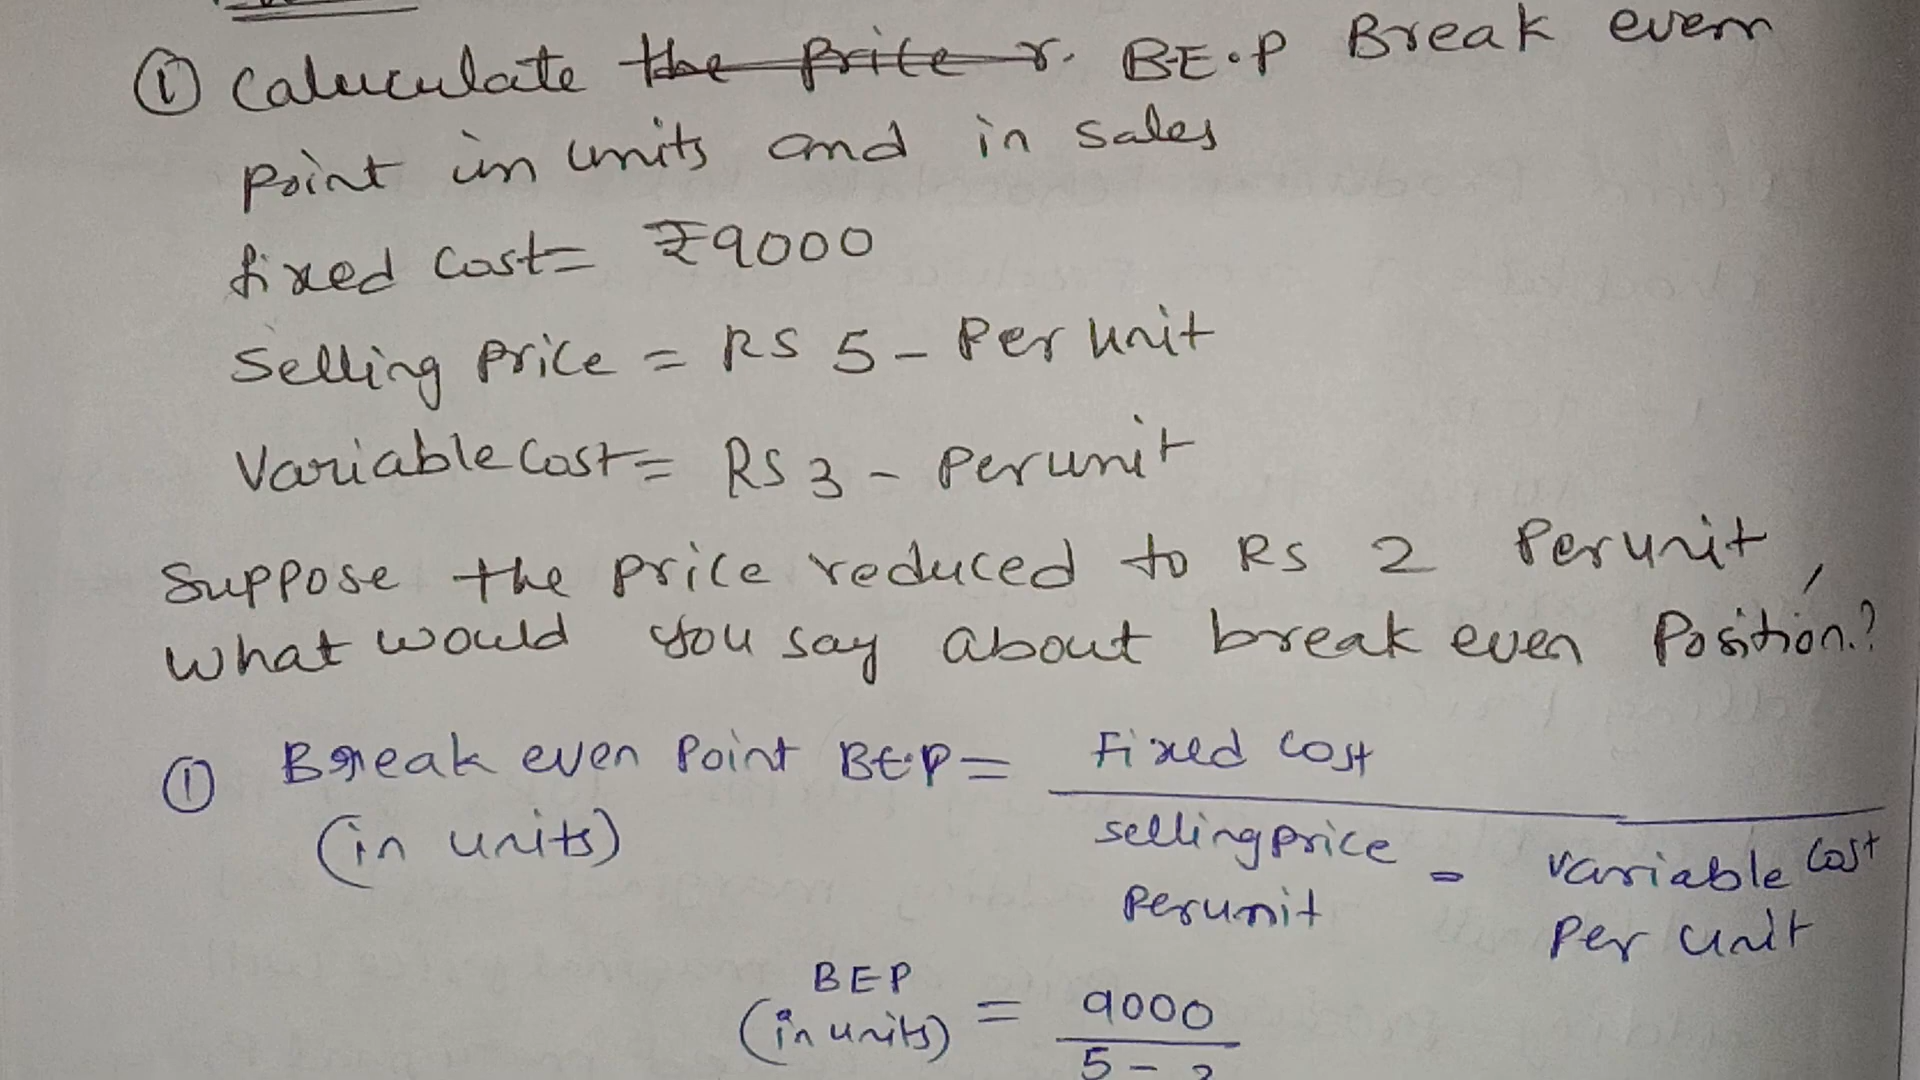 ① Caluculate the price r. B.E.P Break even
point in units and in sales
fixed cost = ₹9000
Selling price = RS 5 - Per unit
Variable Cost = RS 3 - Per unit
Suppose the price reduced to RS 2 Per unit,
what would you say about break even Position.?
① Break even Point BEP = Fixed cost
(in units) selling price per unit - variable cost per unit
BEP
(in units) = 9000
5 -